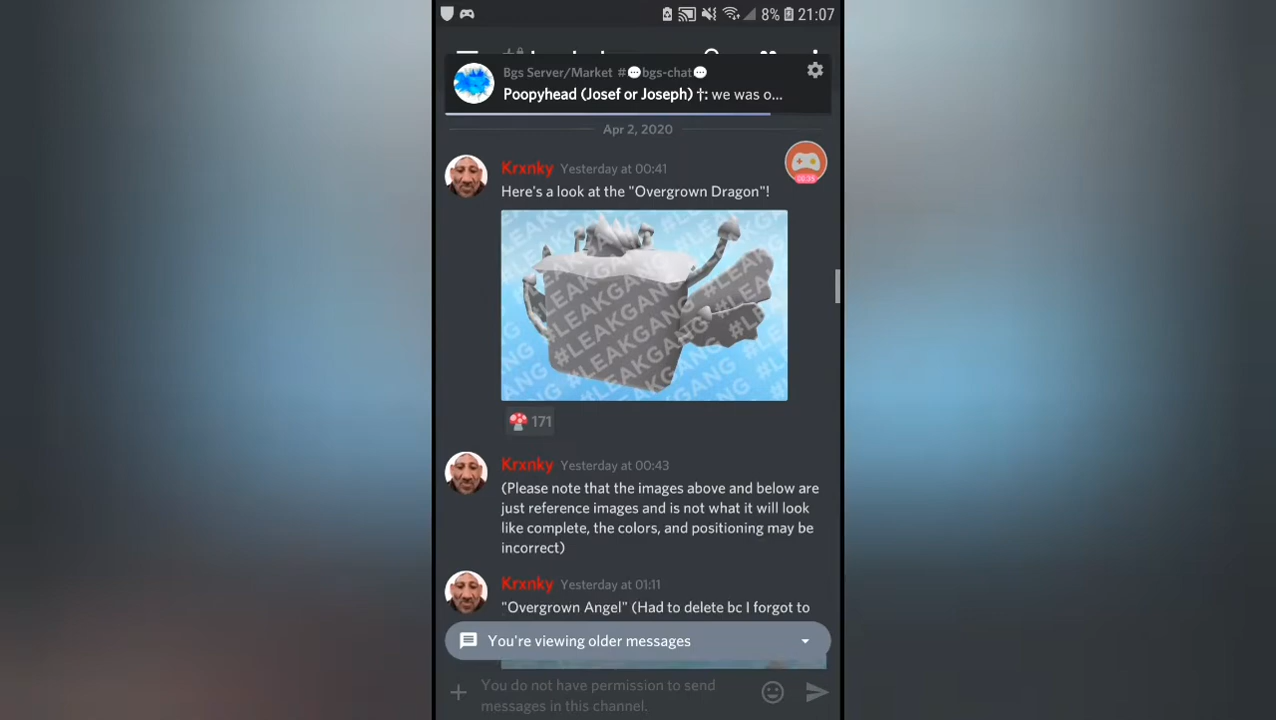 8% 21:07
Bgs Server/Market #💬bgs-chat💬
Poopyhead (Josef or Joseph) †: we was o...
Apr 2, 2020
Krxnky Yesterday at 00:41
Here's a look at the "Overgrown Dragon"!
#LEAKGANG #LEAKGANG #LEAKGANG
171
Krxnky Yesterday at 00:43
(Please note that the images above and below are
just reference images and is not what it will look
like complete, the colors, and positioning may be
incorrect)
Krxnky Yesterday at 01:11
"Overgrown Angel" (Had to delete bc I forgot to
You're viewing older messages
You do not have permission to send
messages in this channel.